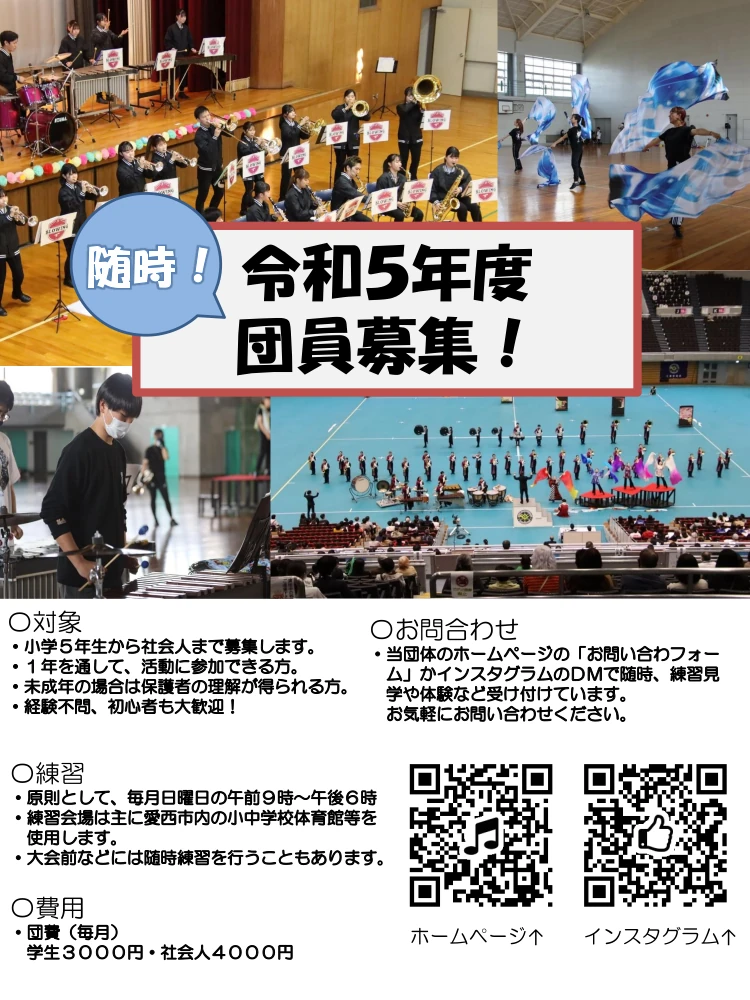 随時！
令和5年度
団員募集！
BLOWING
TAMA
〇対象
・小学５年生から社会人まで募集します。
・１年を通して、活動に参加できる方。
・未成年の場合は保護者の理解が得られる方。
・経験不問、初心者も大歓迎！
〇お問合わせ
・当団体のホームページの「お問い合わフォー
ム」かインスタグラムのＤＭで随時、練習見
学や体験など受け付けています。
お気軽にお問い合わせください。
〇練習
・原則として、毎月日曜日の午前９時～午後６時
・練習会場は主に愛西市内の小中学校体育館等を
使用します。
・大会前などには随時練習を行うこともあります。
〇費用
・団費（毎月）
学生３０００円・社会人４０００円
ホームページ↑
インスタグラム↑